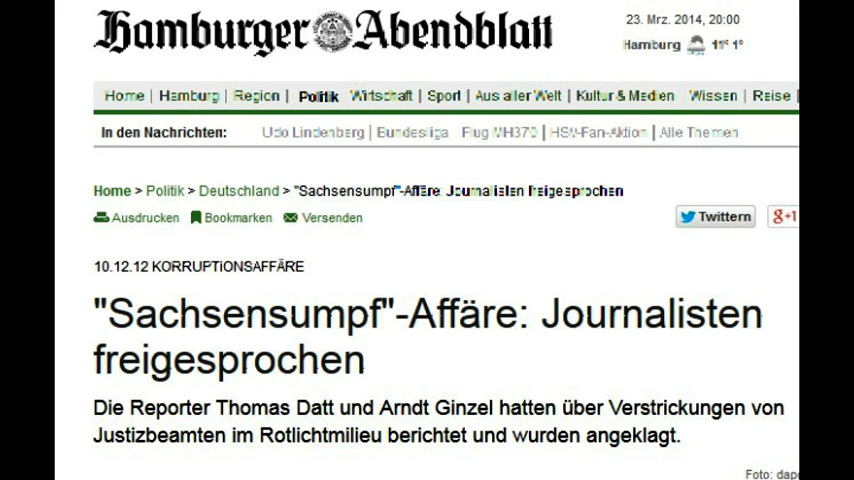 Hamburger Abendblatt
23. Mrz. 2014, 20:00
Hamburg 11° 1°
Home | Hamburg | Region | Politik Wirtschaft | Sport | Aus aller Welt | Kultur & Medien Wissen | Reise |
In den Nachrichten: Udo Lindenberg | Bundesliga Flug MH370 | HSV-Fan-Aktion | Alle Themen
Home > Politik > Deutschland > "Sachsensumpf"-Affäre: Journalisten freigesprochen
Ausdrucken Bookmarken Versenden
Twittern
g+1
10.12.12 KORRUPTIONSAFFÄRE
"Sachsensumpf"-Affäre: Journalisten
freigesprochen
Die Reporter Thomas Datt und Arndt Ginzel hatten über Verstrickungen von
Justizbeamten im Rotlichtmilieu berichtet und wurden angeklagt.
Foto: dapd